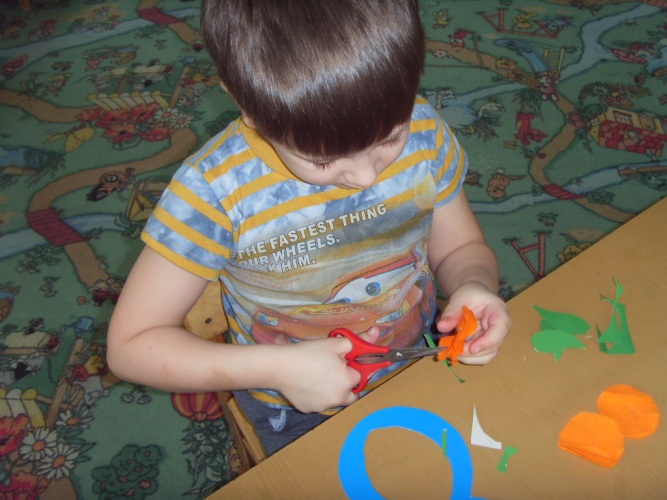 THE FASTEST THING
OUR WHEELS.
HIM.